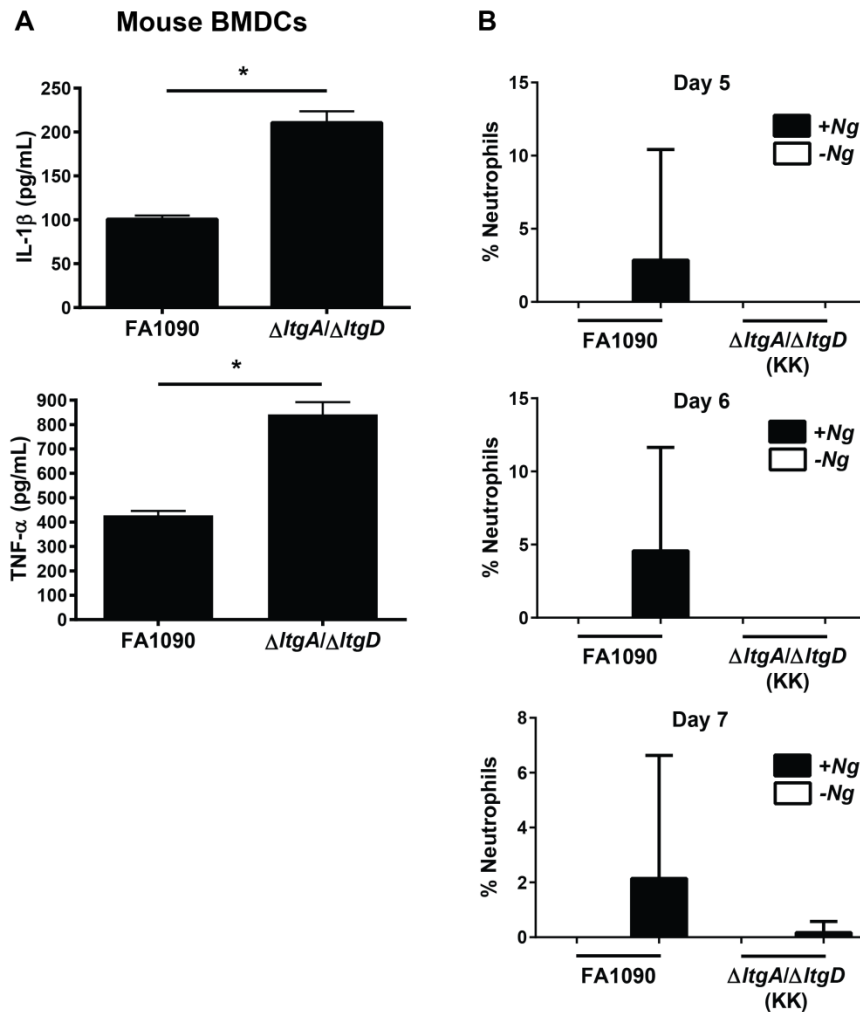 A Mouse BMDCs
*
IL-1β (pg/mL)
250
200
150
100
50
0
FA1090 ΔltgA/ΔltgD
*
TNF-α (pg/mL)
900
800
700
600
500
400
300
200
100
0
FA1090 ΔltgA/ΔltgD
B
Day 5
+Ng
-Ng
% Neutrophils
15
10
5
0
FA1090 ΔltgA/ΔltgD
(KK)
Day 6
+Ng
-Ng
% Neutrophils
15
10
5
0
FA1090 ΔltgA/ΔltgD
(KK)
Day 7
+Ng
-Ng
% Neutrophils
8
6
4
2
0
FA1090 ΔltgA/ΔltgD
(KK)